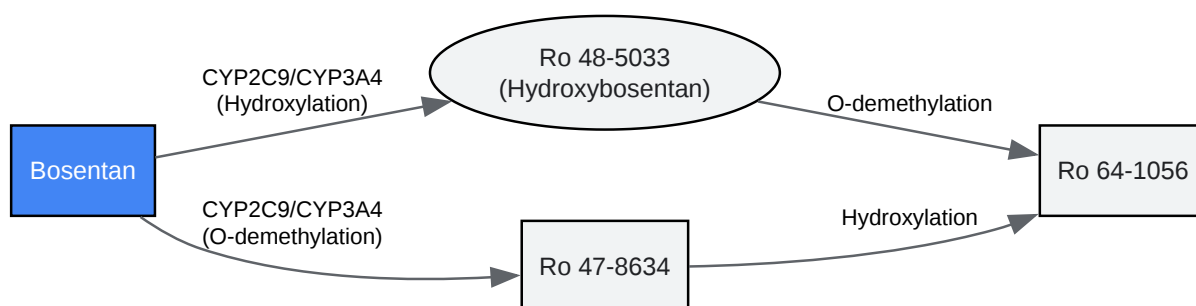 Bosentan
CYP2C9/CYP3A4
(Hydroxylation)
Ro 48-5033
(Hydroxybosentan)
O-demethylation
CYP2C9/CYP3A4
(O-demethylation)
Ro 47-8634
Hydroxylation
Ro 64-1056